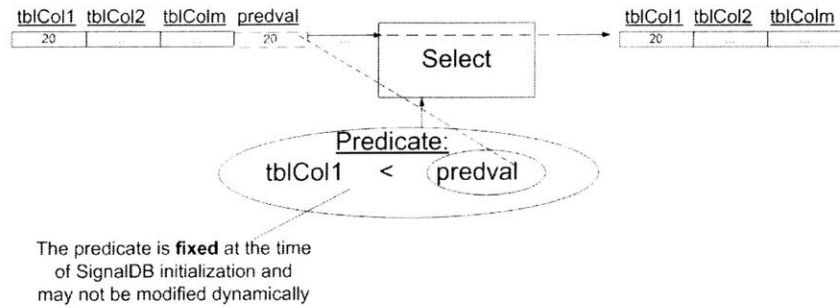 tblCol1 tblCol2 tblColm predval tblCol1 tblCol2 tblColm
20 ... ... 20 ... 20 ... ...
Select
Predicate:
tblCol1 < predval
The predicate is fixed at the time
of SignalDB initialization and
may not be modified dynamically